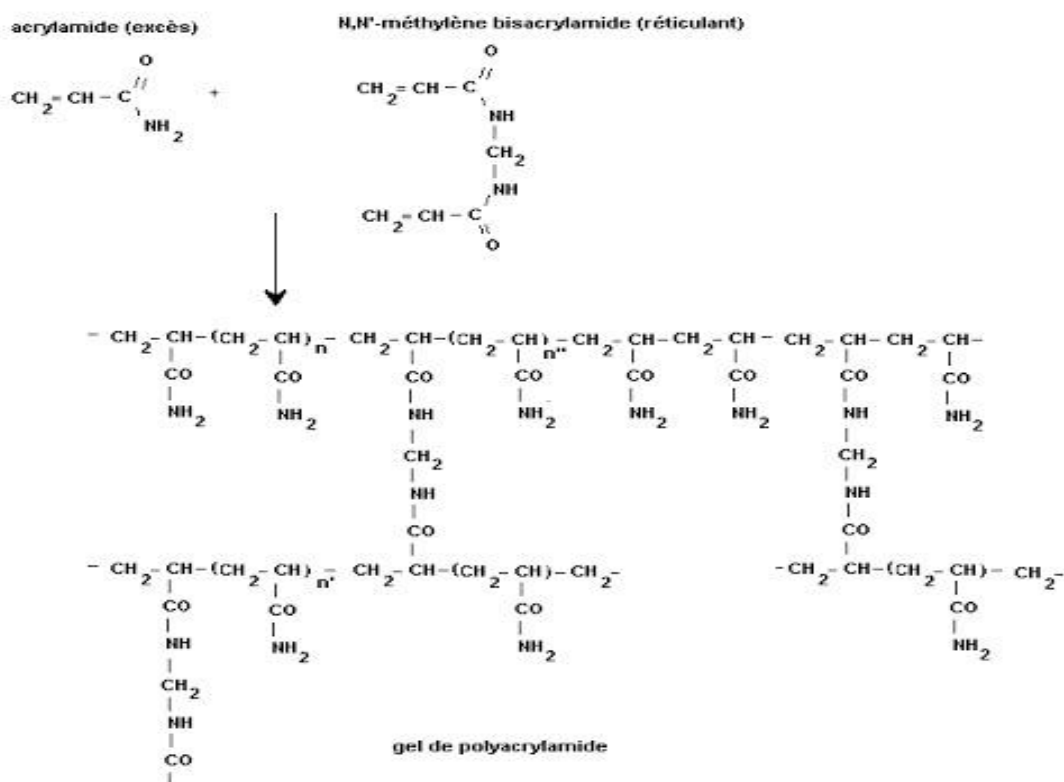 acrylamide (excès)
N,N'-méthylène bisacrylamide (réticulant)
O
CH2=CH-C
NH2
+
O
CH2=CH-C
NH
CH2
NH
CH2=CH-C
O
- CH2-CH-(CH2-CH)n- CH2-CH-(CH2-CH)n"-CH2-CH-CH2-CH- CH2-CH-CH2-CH-
CO CO CO CO CO CO CO CO
NH2 NH2 NH NH2 NH2 NH2 NH NH2
CH2 CH2
NH NH
CO CO
- CH2-CH-(CH2-CH)n'- CH2-CH-(CH2-CH)-CH2- -CH2-CH-(CH2-CH)- CH2-
CO CO CO CO
NH NH2 NH2 NH2
CH2
NH
CO
gel de polyacrylamide